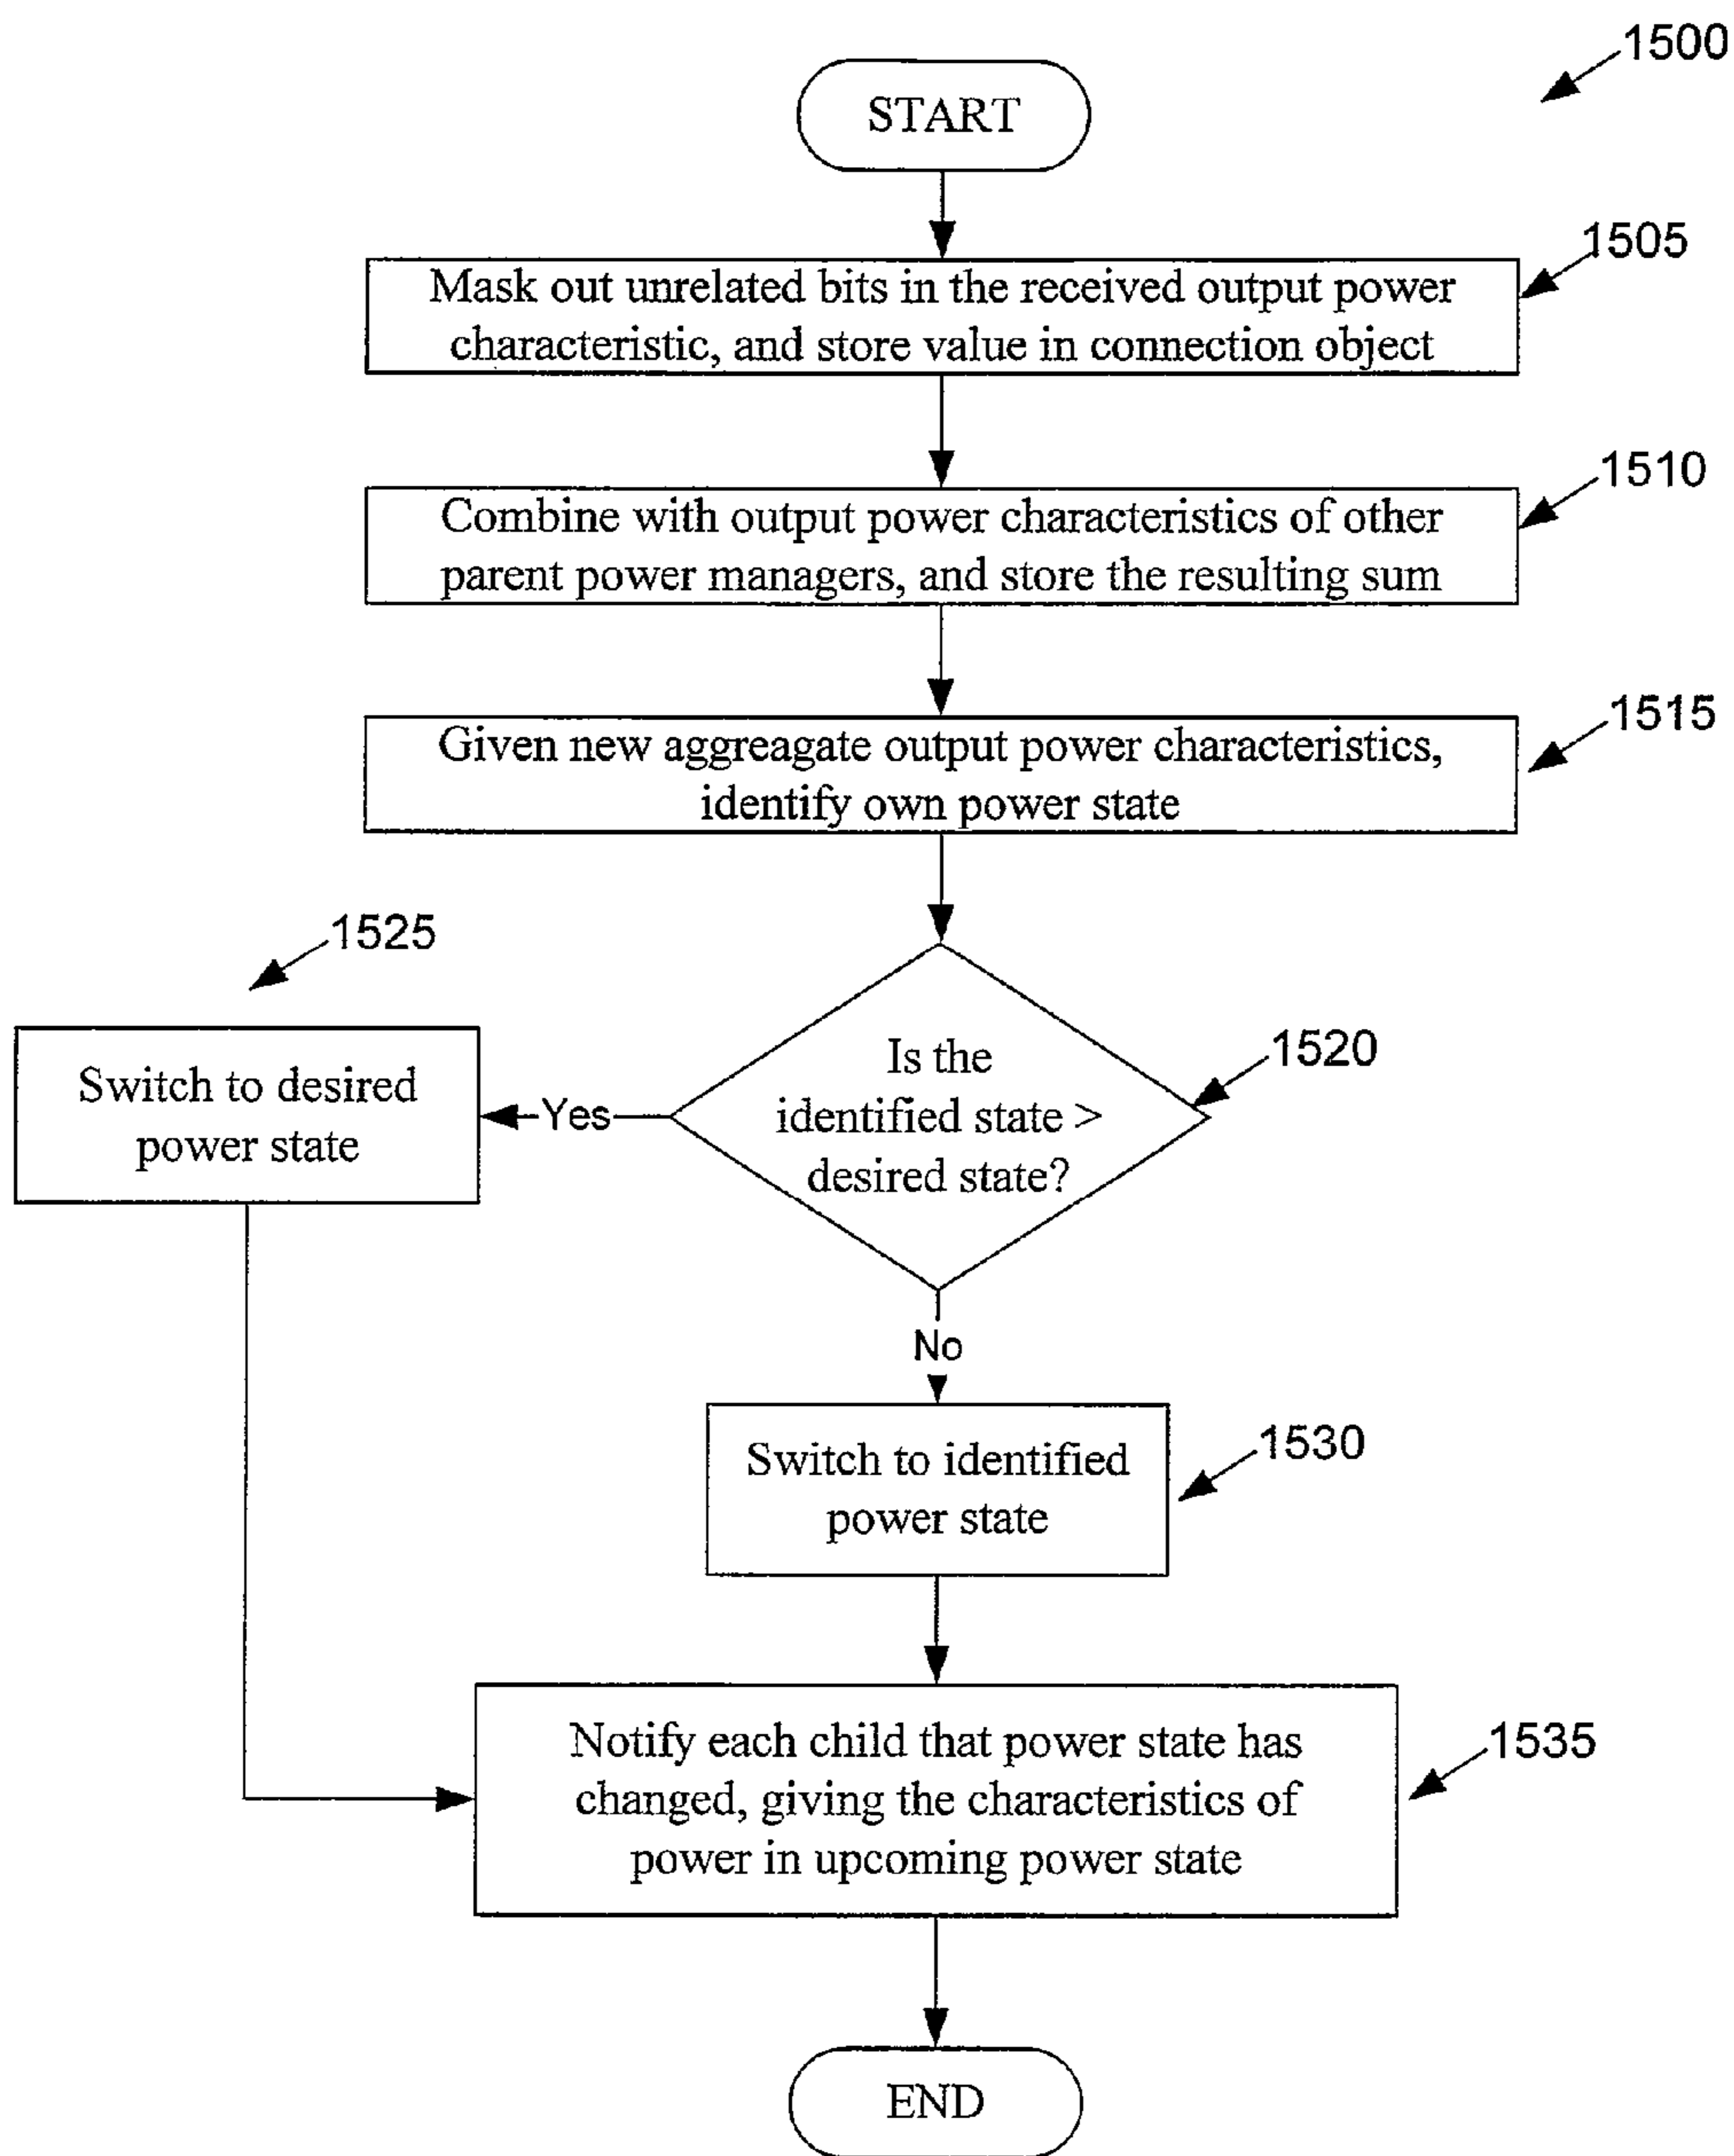 1500
START
1505
Mask out unrelated bits in the received output power
characteristic, and store value in connection object
1510
Combine with output power characteristics of other
parent power managers, and store the resulting sum
1515
Given new aggreagate output power characteristics,
identify own power state
1525
Switch to desired
power state
Yes
1520
Is the
identified state >
desired state?
No
1530
Switch to identified
power state
1535
Notify each child that power state has
changed, giving the characteristics of
power in upcoming power state
END